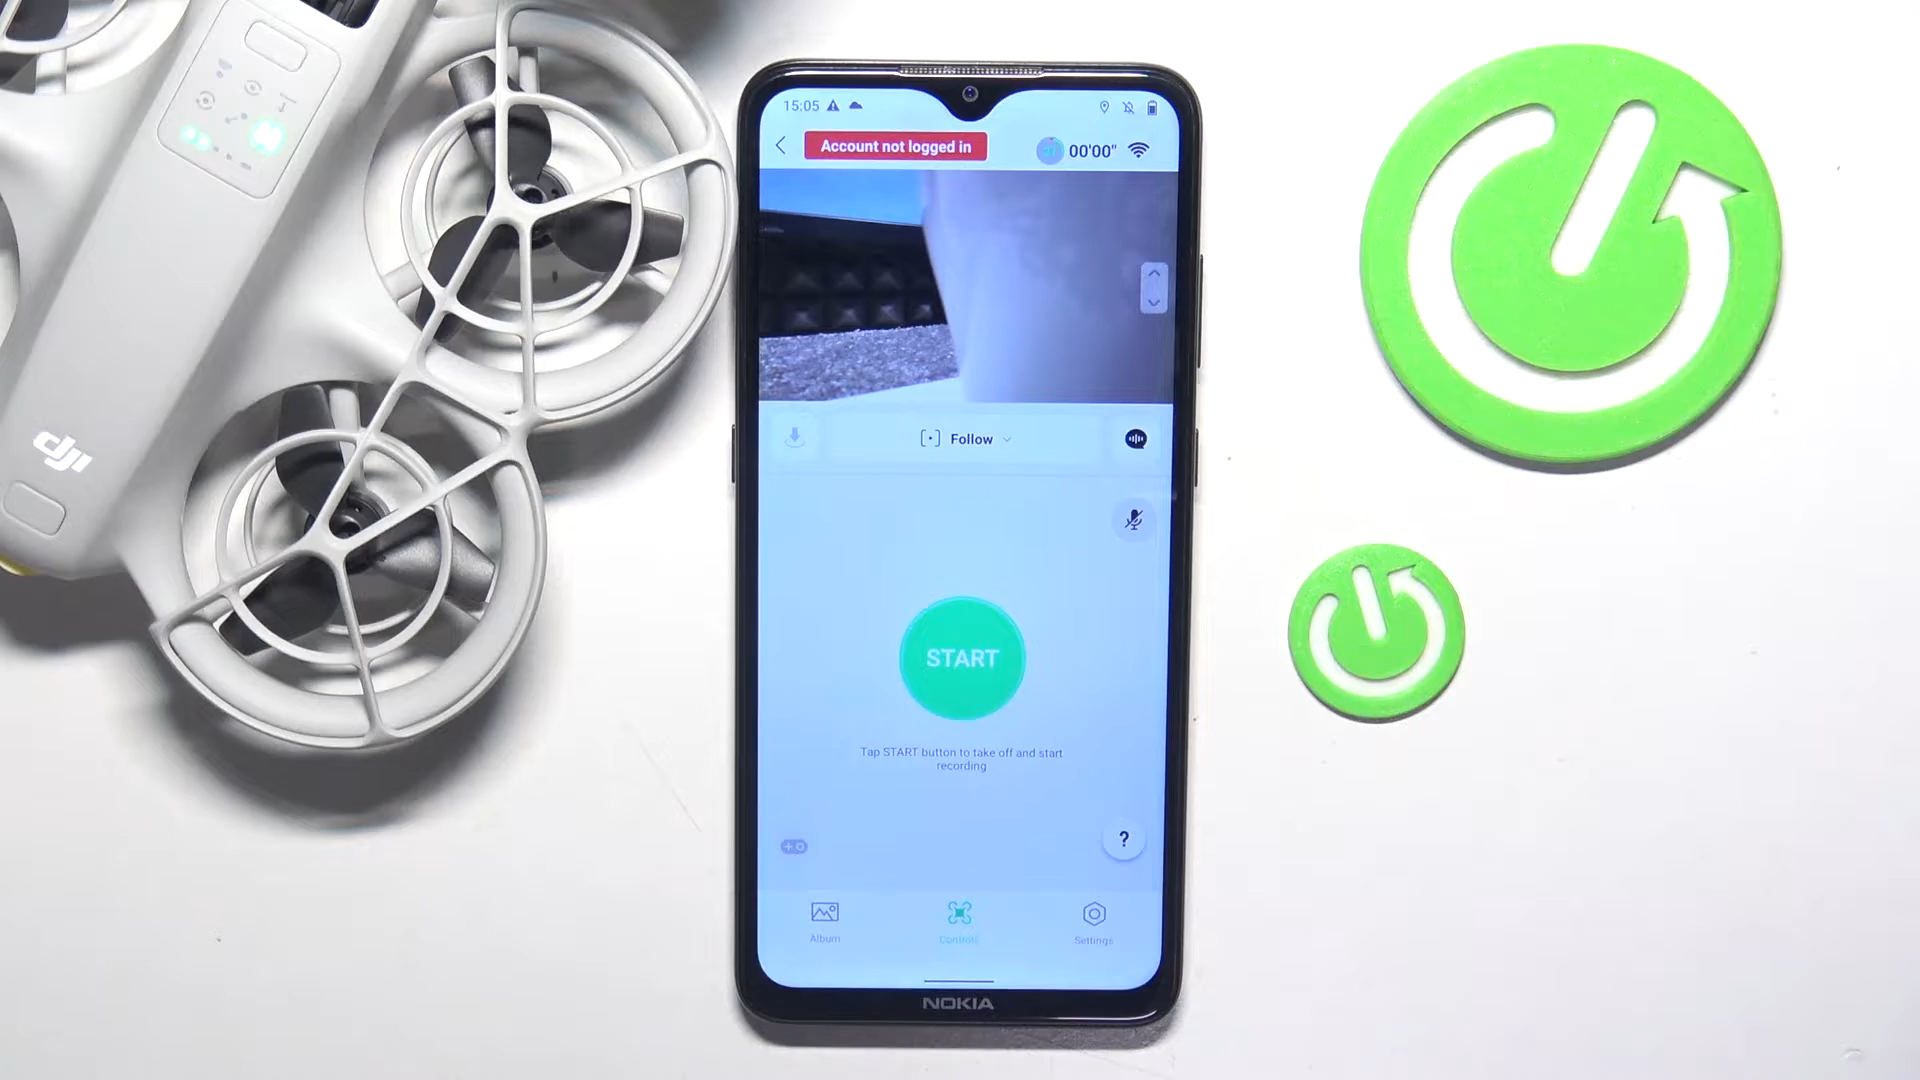 dji
15:05
Account not logged in
00'00"
Follow
START
Tap START button to take off and start
recording
?
Album
Controls
Settings
NOKIA